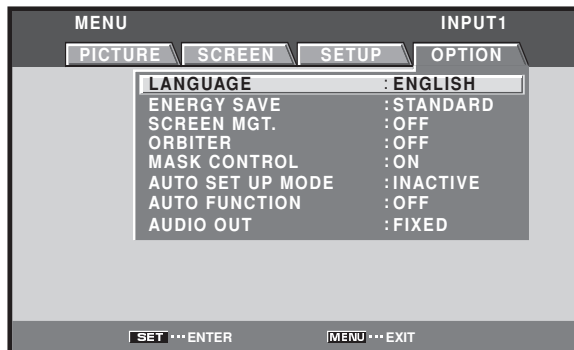 MENU INPUT1
PICTURE SCREEN SETUP OPTION
LANGUAGE : ENGLISH
ENERGY SAVE : STANDARD
SCREEN MGT. : OFF
ORBITER : OFF
MASK CONTROL : ON
AUTO SET UP MODE : INACTIVE
AUTO FUNCTION : OFF
AUDIO OUT : FIXED
SET ··· ENTER MENU ··· EXIT